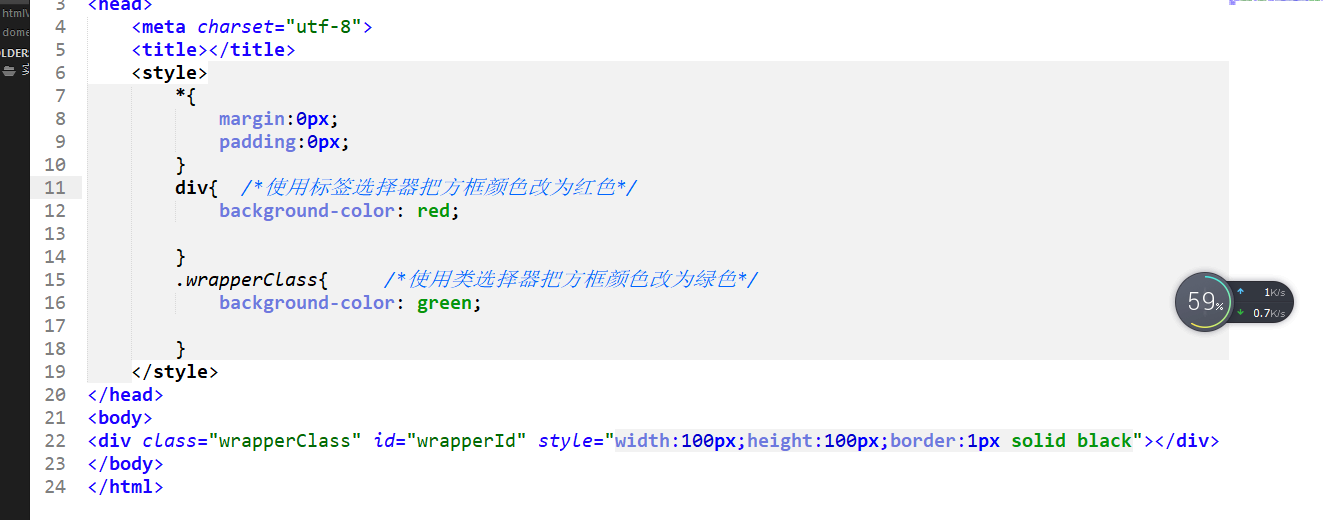 html\
dome
OLDER
3 <head>
4 <meta charset="utf-8">
5 <title></title>
6 <style>
7 *{
8 margin:0px;
9 padding:0px;
10 }
11 div{ /*使用标签选择器把方框颜色改为红色*/
12 background-color: red;
13
14 }
15 .wrapperClass{ /*使用类选择器把方框颜色改为绿色*/
16 background-color: green;
17
18 }
19 </style>
20 </head>
21 <body>
22 <div class="wrapperClass" id="wrapperId" style="width:100px;height:100px;border:1px solid black"></div>
23 </body>
24 </html>
59%
1K/s
0.7K/s